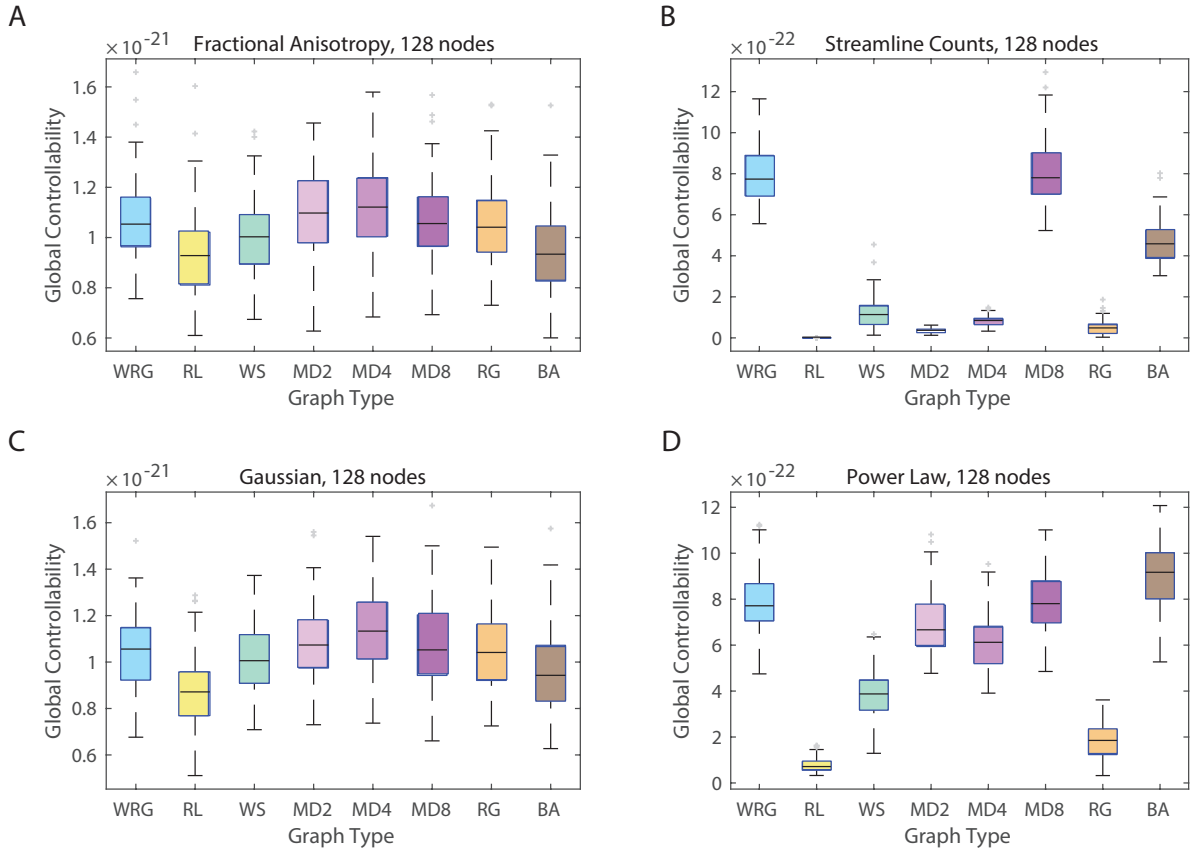 A
× 10-21
Fractional Anisotropy, 128 nodes
Global Controllability
1.6
1.4
1.2
1
0.8
0.6
WRG RL WS MD2 MD4 MD8 RG BA
Graph Type
B
× 10-22
Streamline Counts, 128 nodes
Global Controllability
12
10
8
6
4
2
0
WRG RL WS MD2 MD4 MD8 RG BA
Graph Type
C
× 10-21
Gaussian, 128 nodes
Global Controllability
1.6
1.4
1.2
1
0.8
0.6
WRG RL WS MD2 MD4 MD8 RG BA
Graph Type
D
× 10-22
Power Law, 128 nodes
Global Controllability
12
10
8
6
4
2
0
WRG RL WS MD2 MD4 MD8 RG BA
Graph Type